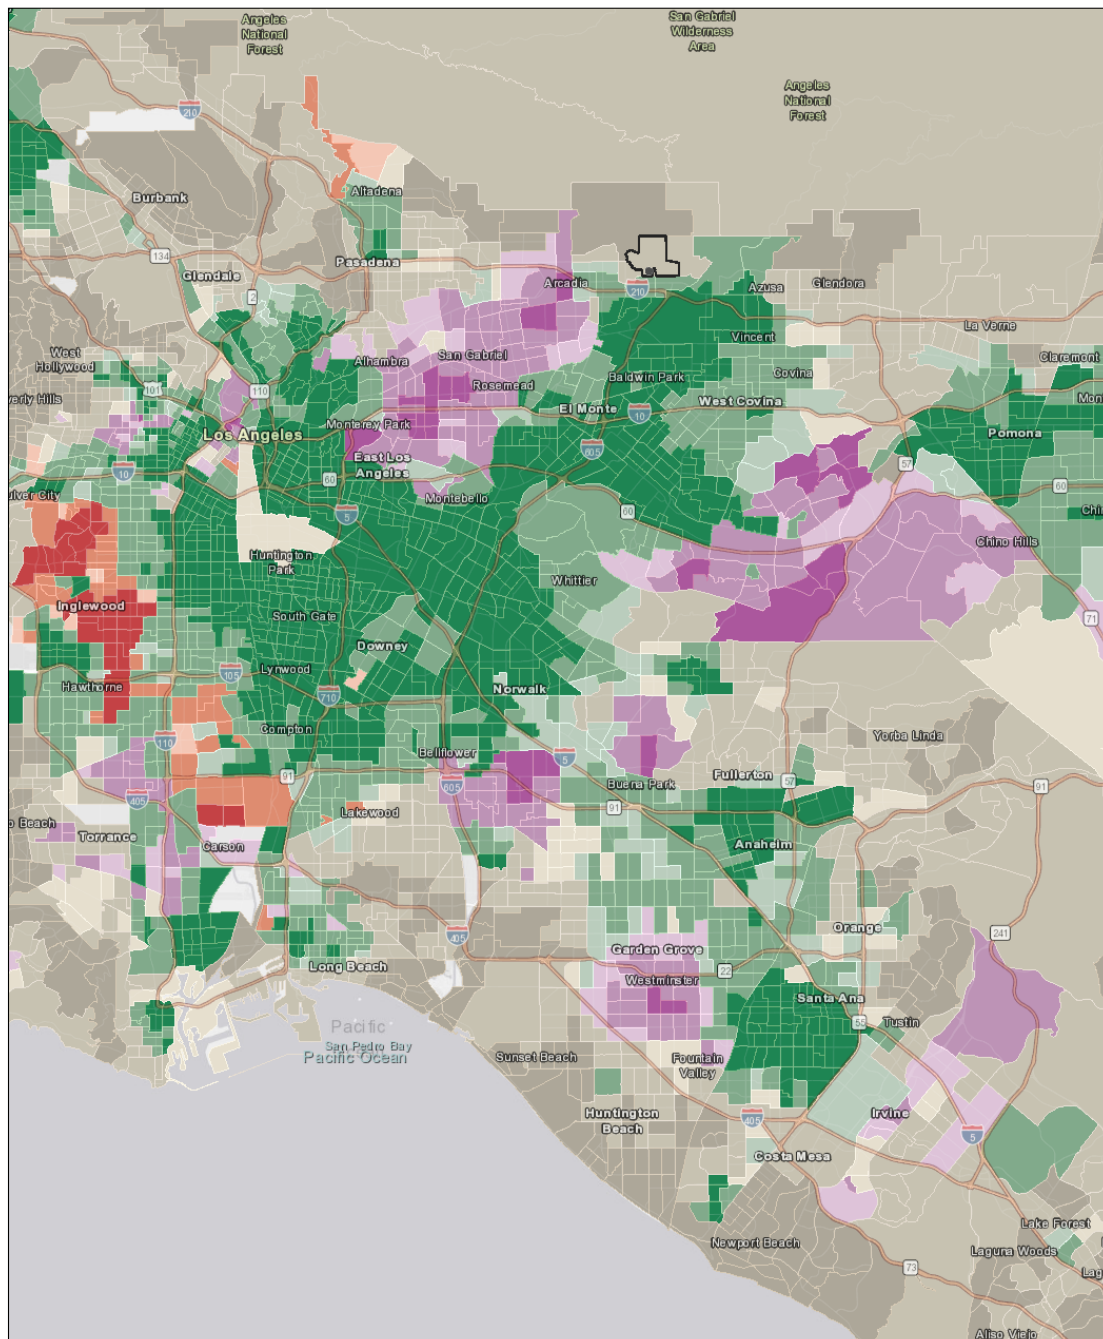 Angeles
National
Forest
San Gabriel
Wilderness
Area
Angeles
National
Forest
210
Burbank
Altadena
134
Glendale
Pasadena
2
Arcadia
210
Azusa
Glendora
La Verne
West
Hollywood
Vincent
Claremont
Alhambra
San Gabriel
Covina
101
110
Rosemead
Baldwin Park
everly Hills
West Covina
Mont
El Monte
10
Monterey Park
Los Angeles
Pomona
East Los
Angeles
605
57
10
60
Montebello
60
ulver City
5
60
Chi
Chino Hills
Huntington
Park
Whittier
Inglewood
South Gate
71
Downey
Lynwood
105
Hawthorne
710
Norwalk
Compton
110
Bellflower
5
Yorba Linda
91
Fullerton
57
Buena Park
605
91
405
Lakewood
91
o Beach
Torrance
Carson
Anaheim
Orange
241
405
Garden Grove
Long Beach
22
Westminster
Santa Ana
Pacific
San Pedro Bay
Pacific Ocean
55
Tustin
Sunset Beach
Fountain
Valley
Huntington
Beach
405
Irvine
5
Costa Mesa
Lake Forest
Newport Beach
Laguna Woods
73
Lag
Aliso Viejo